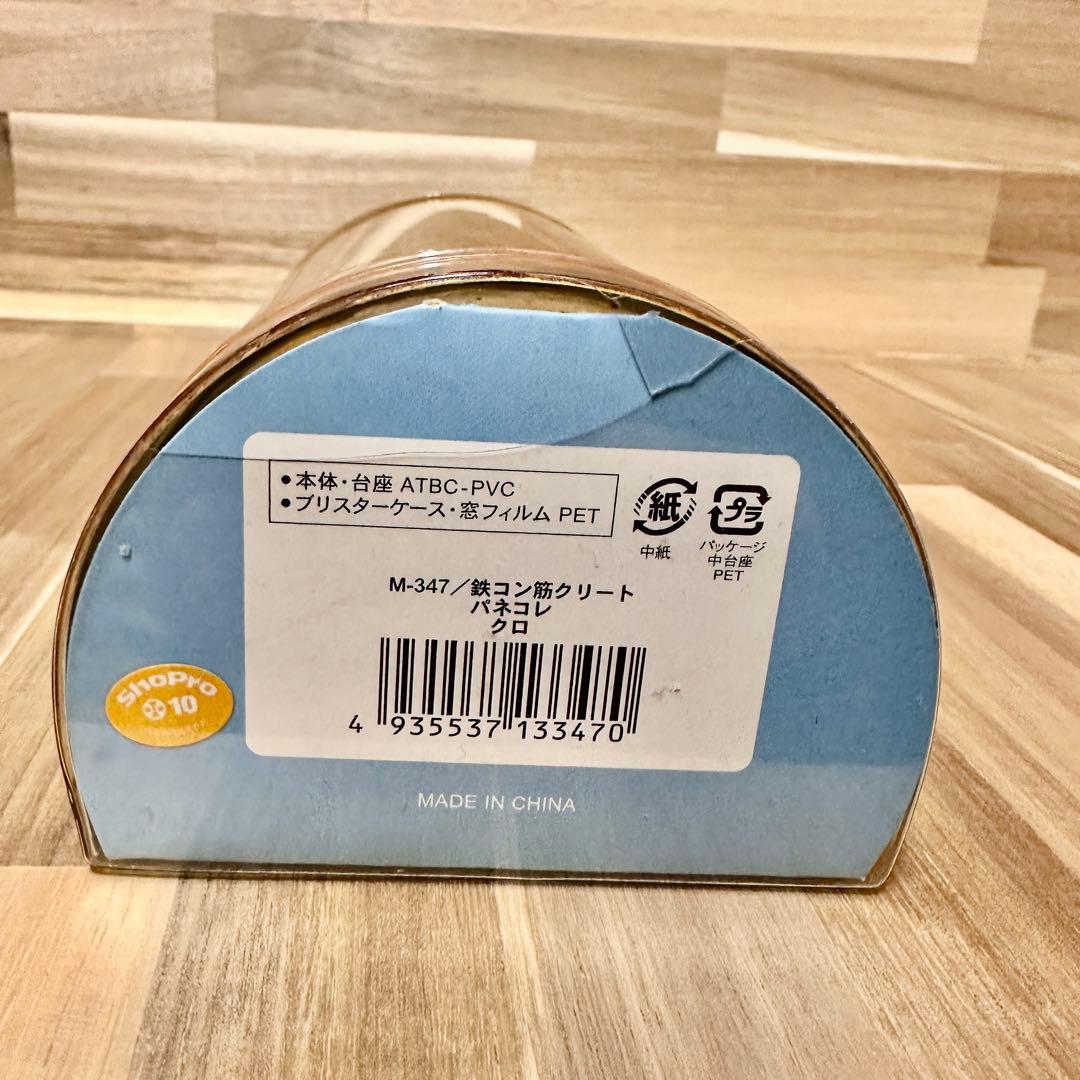 ●本体・台座 ATBC-PVC
●ブリスターケース・窓フィルム PET
紙
中紙
プラ
パッケージ
中台座
PET
M-347／鉄コン筋クリート
パネコレ
クロ
4 935537 133470
ShoPro
10
MADE IN CHINA